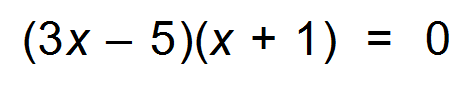 (3x – 5)(x + 1) = 0